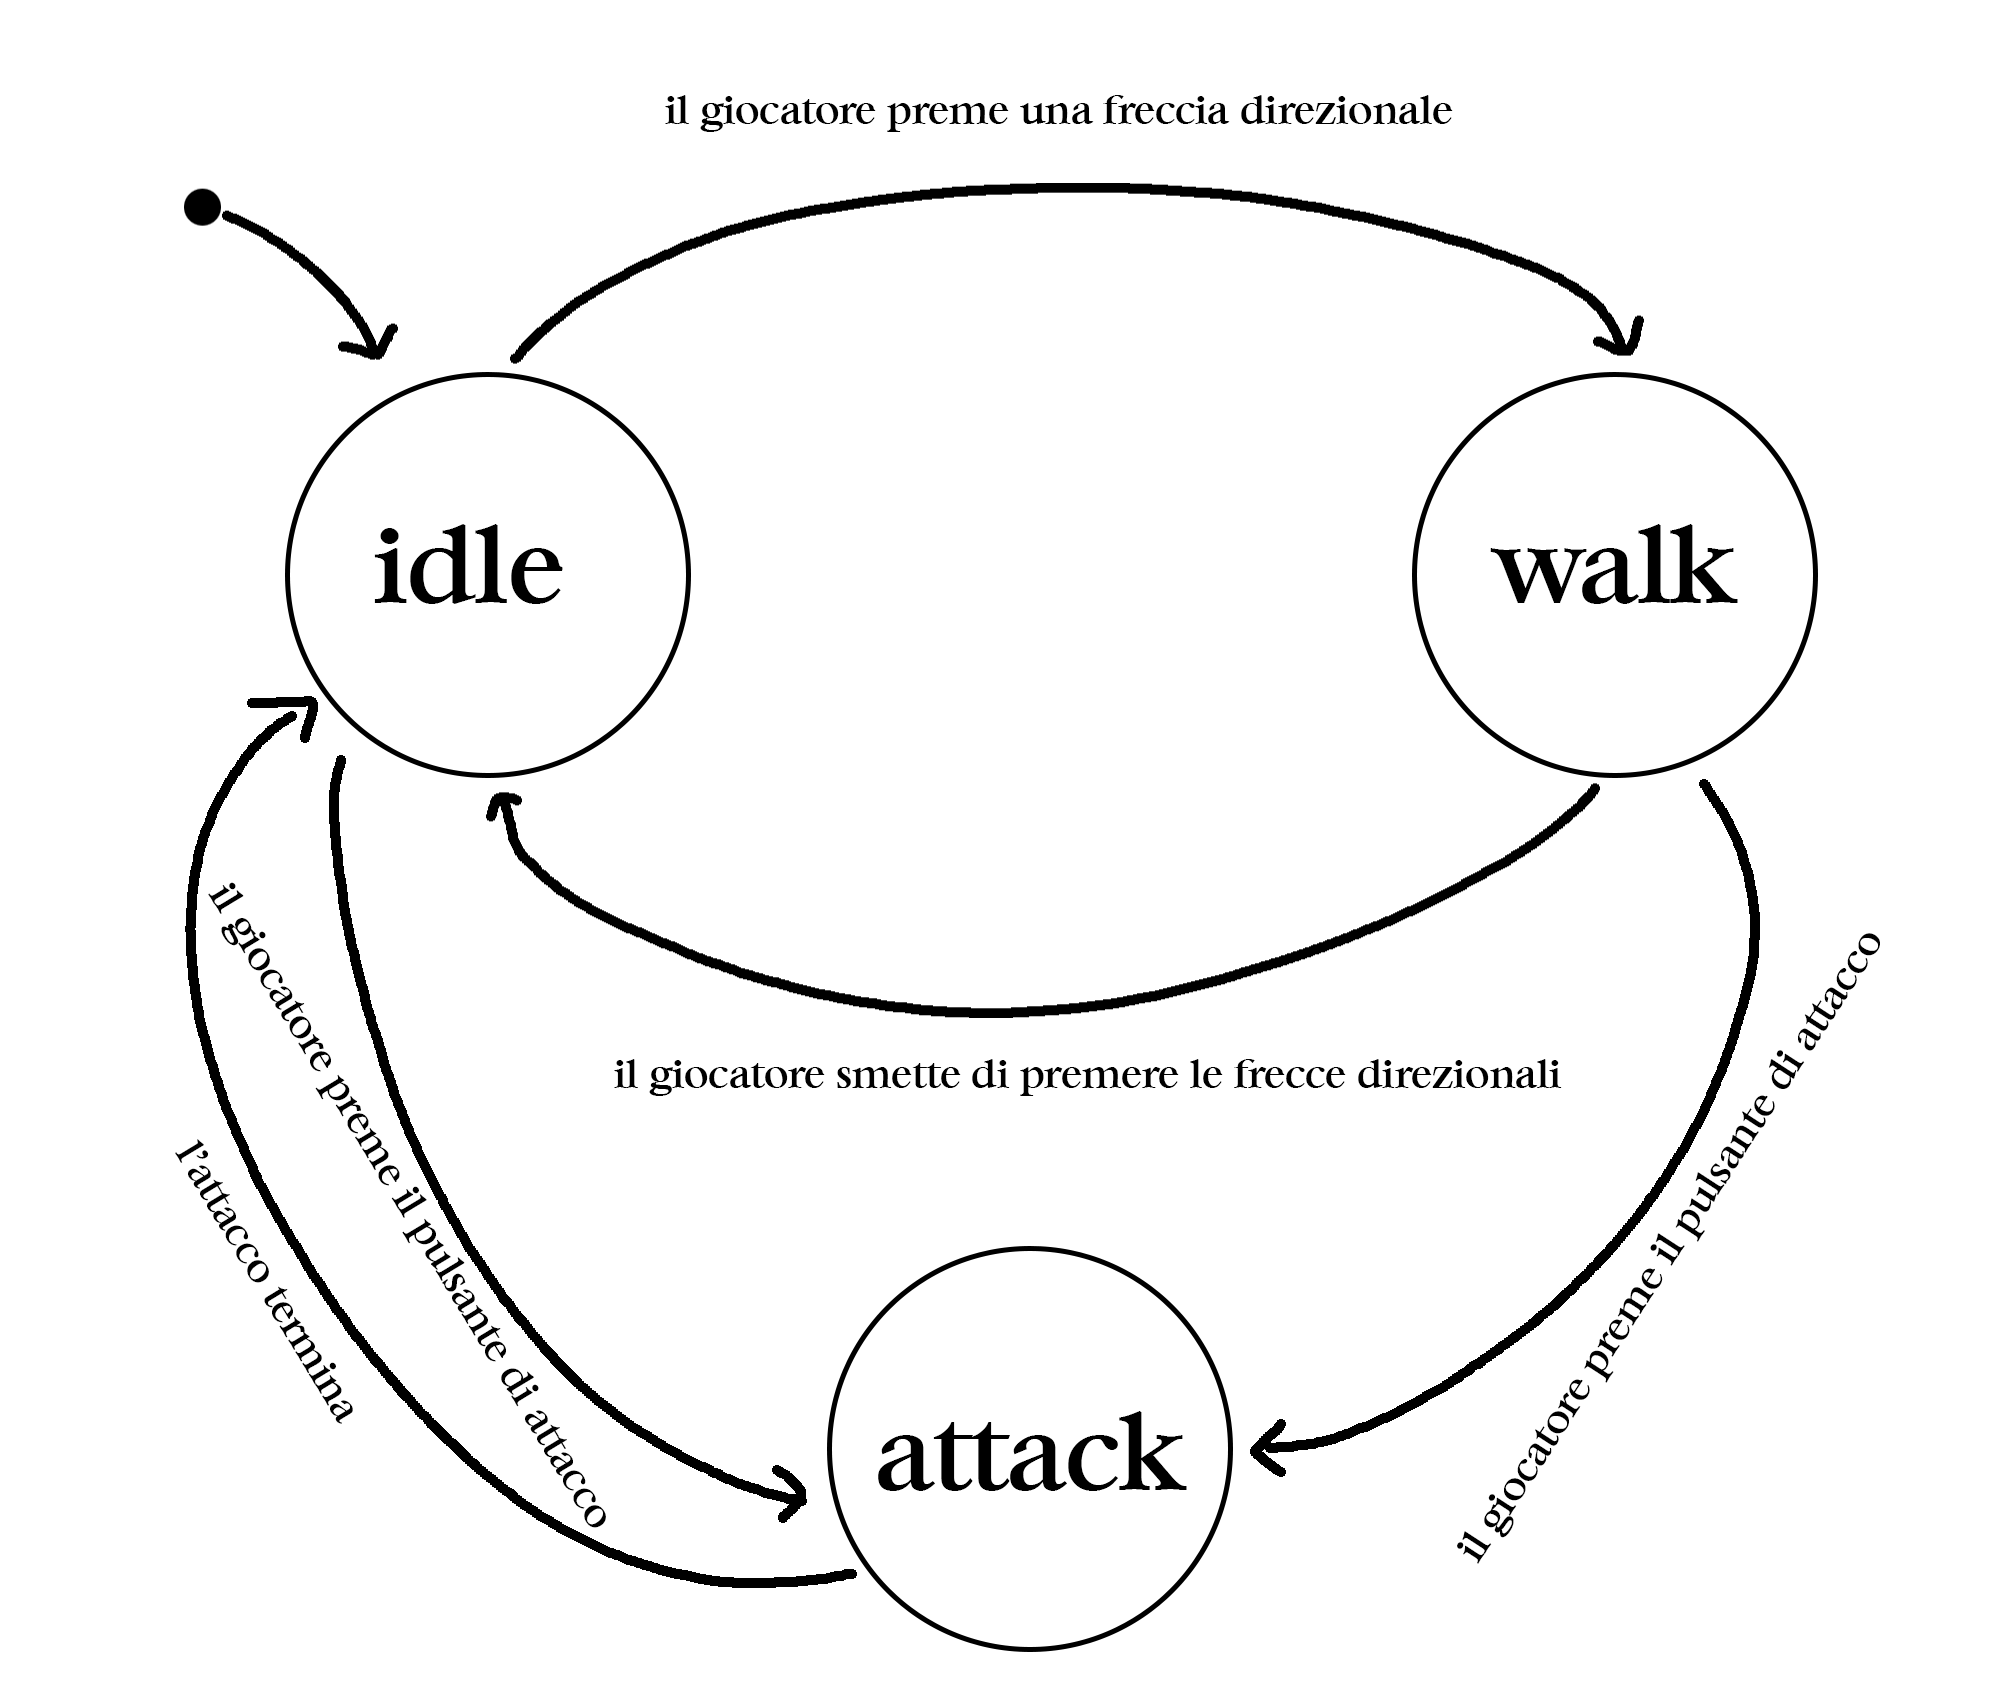 il giocatore preme una freccia direzionale
idle
walk
il giocatore smette di premere le frecce direzionali
il giocatore preme il pulsante di attacco
l'attacco termina
il giocatore preme il pulsante di attacco
attack